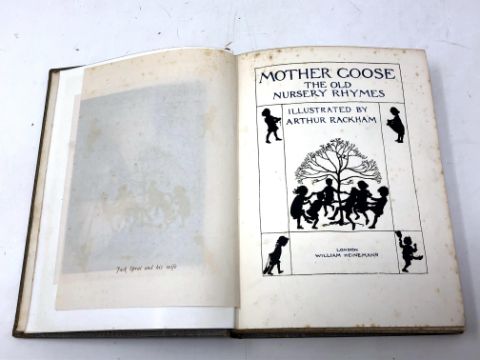 Jack Sprat and his wife
MOTHER GOOSE
THE OLD
NURSERY RHYMES
ILLUSTRATED BY
ARTHUR RACKHAM
LONDON
WILLIAM HEINEMANN